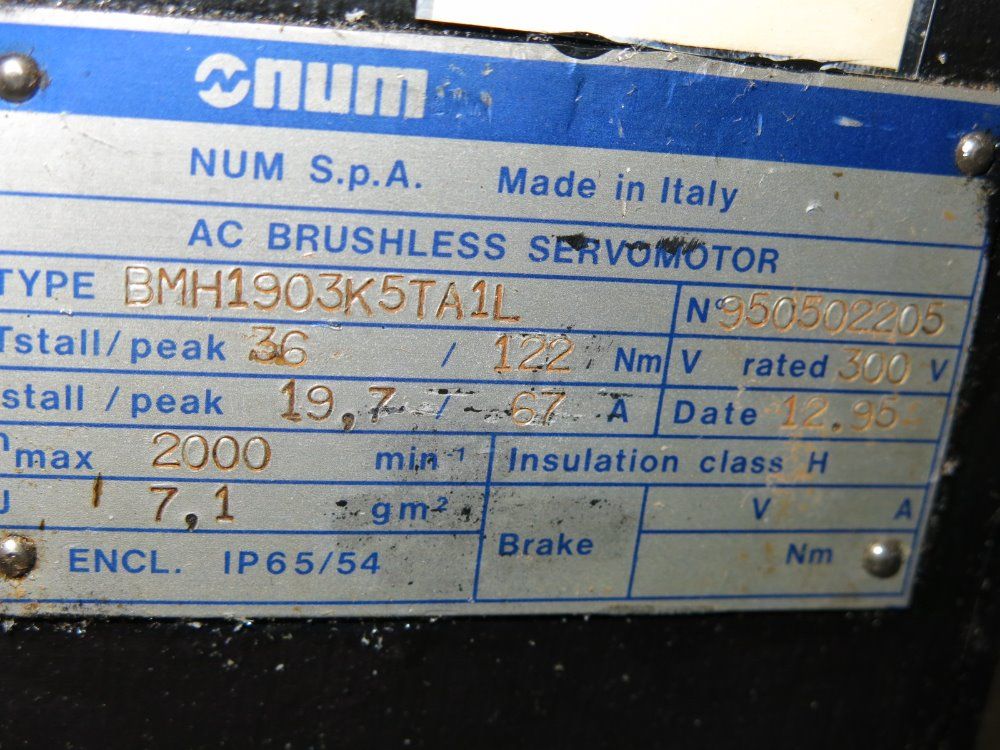 num
NUM S.p.A. Made in Italy
AC BRUSHLESS SERVOMOTOR
TYPE BMH1903K5TA1L N° 950502205
Tstall/peak 36 / 122 Nm V rated 300 V
Istall / peak 19,7 / 67 A Date 12.95
n max 2000 min-1 Insulation class H
J 7,1 gm² Brake V A
ENCL. IP65/54 Nm